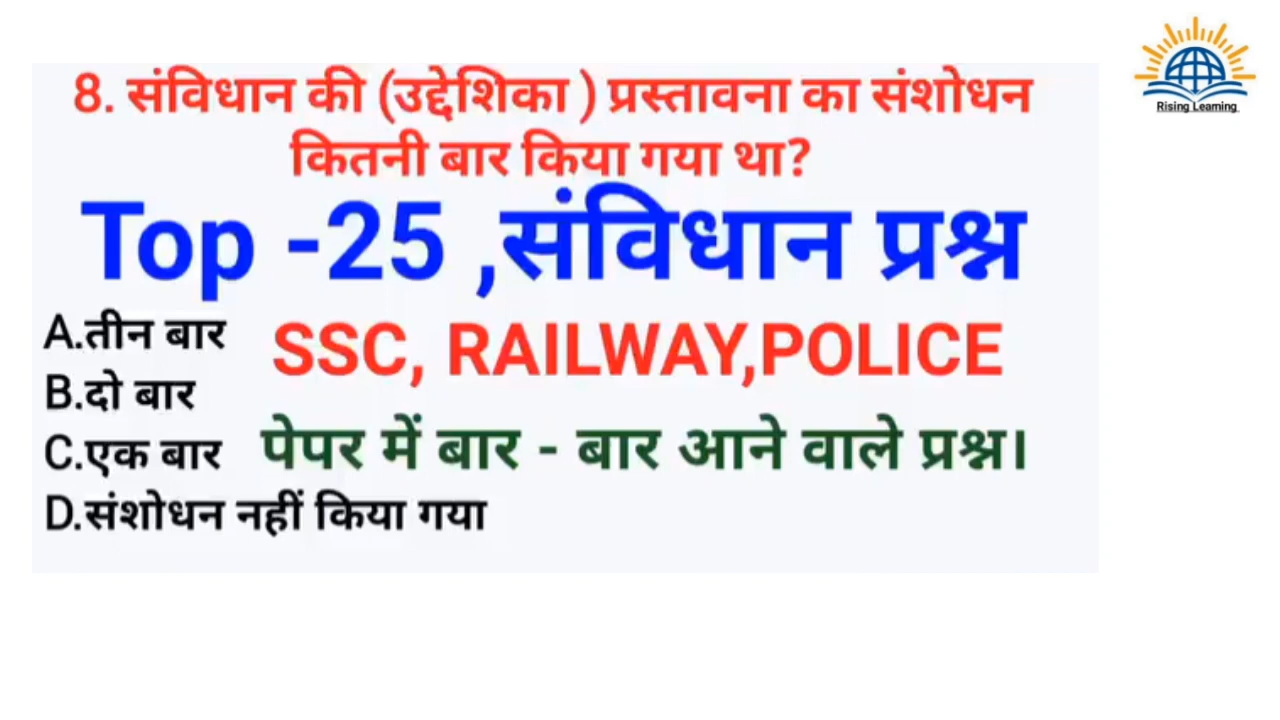 Rising Learning
8. संविधान की (उद्देशिका ) प्रस्तावना का संशोधन
कितनी बार किया गया था?
Top -25 ,संविधान प्रश्न
A.तीन बार
SSC, RAILWAY,POLICE
B.दो बार
C.एक बार
पेपर में बार - बार आने वाले प्रश्न।
D.संशोधन नहीं किया गया